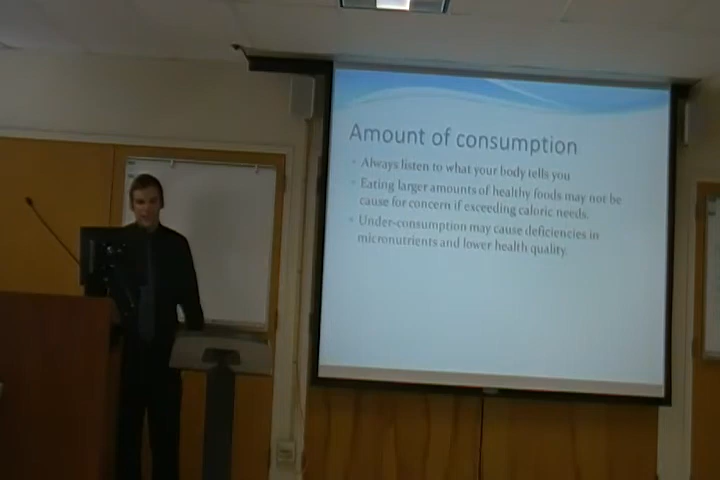 Amount of consumption
Always listen to what your body tells you
Eating larger amounts of healthy foods may not be
cause for concern if exceeding caloric needs.
Under-consumption may cause deficiencies in
micronutrients and lower health quality.